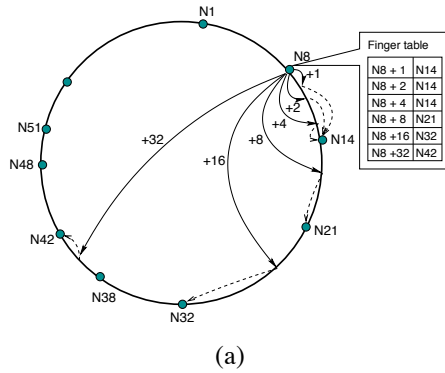 N1
N8
Finger table
+1
N8 + 1 N14
+2
N8 + 2 N14
+4
N8 + 4 N14
N8 + 8 N21
N8 +16 N32
N8 +32 N42
N51
+32
+8
N14
N48
+16
N42
N21
N38
N32
(a)